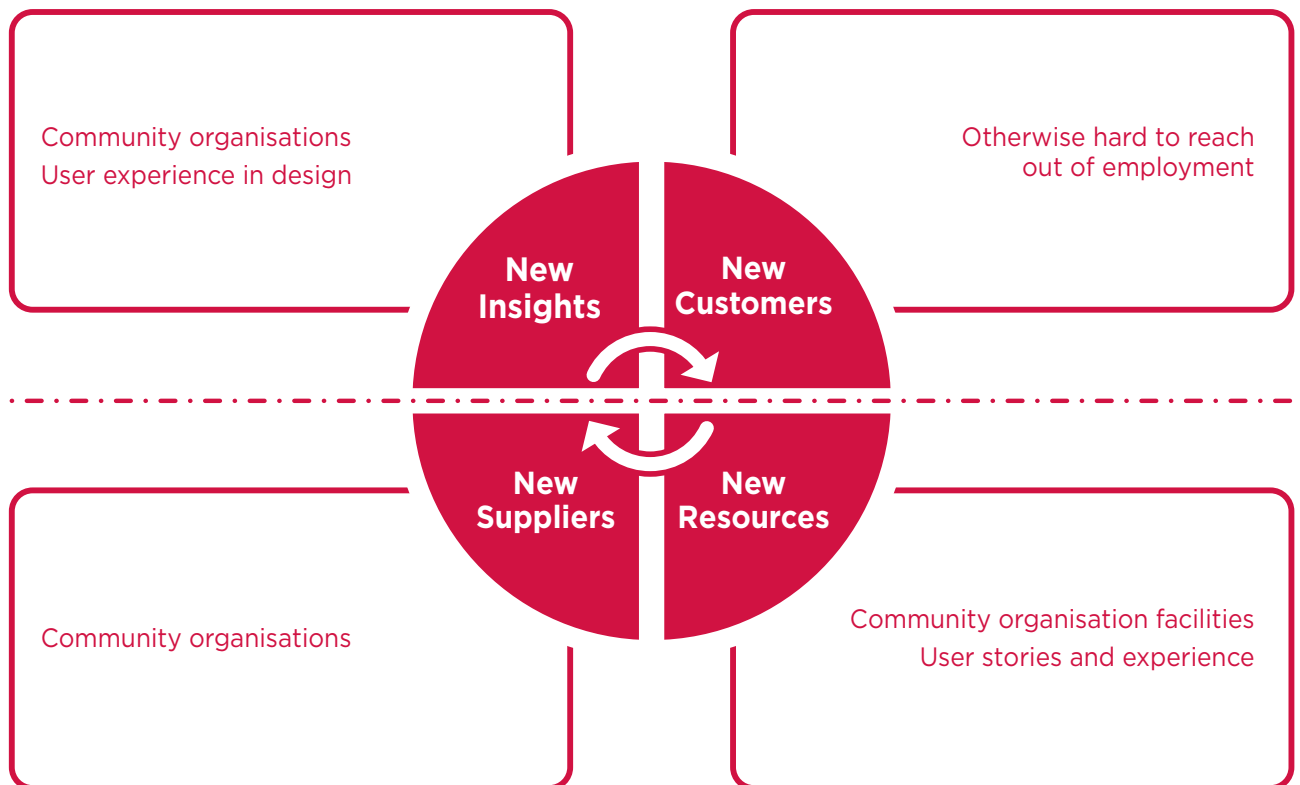 Community organisations
User experience in design
Otherwise hard to reach
out of employment
New
Insights
New
Customers
New
Suppliers
New
Resources
Community organisations
Community organisation facilities
User stories and experience